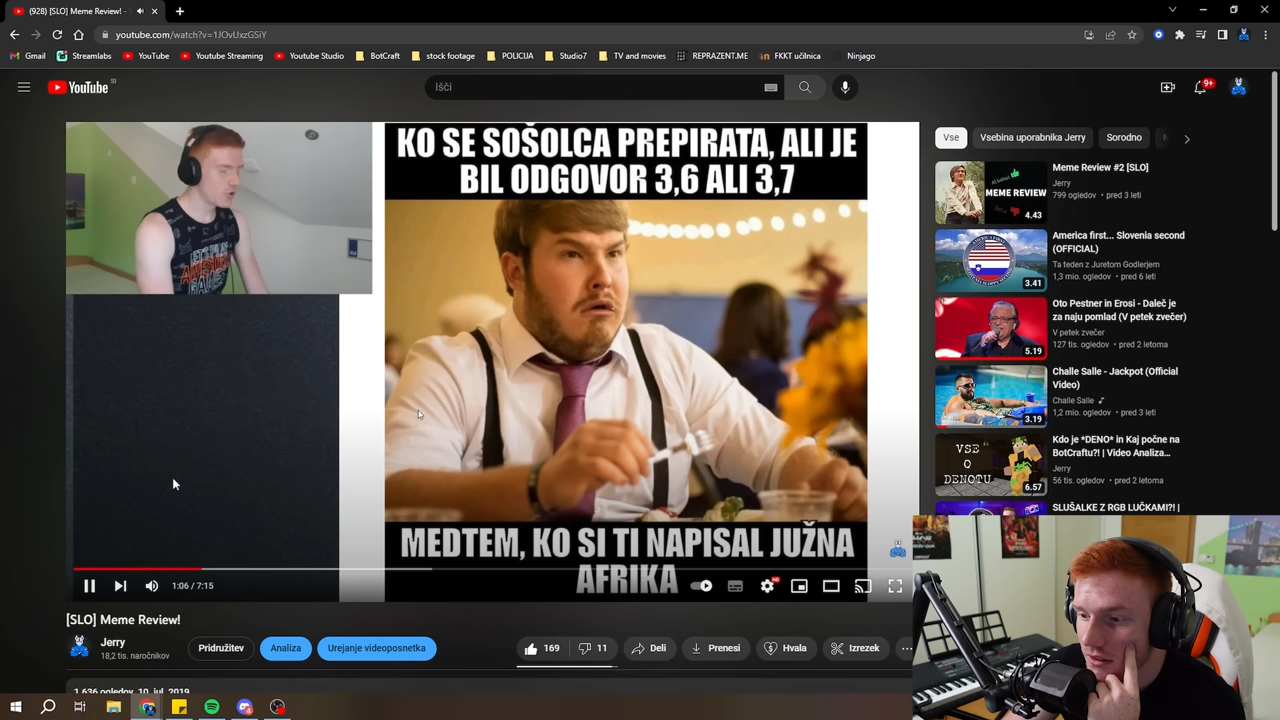 (928) [SLO] Meme Review! -
youtube.com/watch?v=1JOvUxzGSiY
Gmail
Streamlabs
YouTube
Youtube Streaming
Youtube Studio
BotCraft
stock footage
POLICIJA
Studio7
TV and movies
REPRAZENT.ME
FKKT učilnica
Ninjago
YouTube SI
Išči
9+
KO SE SOŠOLCA PREPIRATA, ALI JE
BIL ODGOVOR 3,6 ALI 3,7
MEDTEM, KO SI TI NAPISAL JUŽNA
AFRIKA
1:06 / 7:15
HD
[SLO] Meme Review!
Jerry
18,2 tis. naročnikov
Pridružitev
Analiza
Urejanje videoposnetka
169
11
Deli
Prenesi
Hvala
Izrezek
1.636 ogledov 10. jul. 2019
Vse
Vsebina uporabnika Jerry
Sorodno
MEME REVIEW
4.43
Meme Review #2 [SLO]
Jerry
799 ogledov • pred 3 leti
3.41
America first... Slovenia second
(OFFICIAL)
Ta teden z Juretom Godlerjem
1,3 mio. ogledov • pred 6 leti
5.19
Oto Pestner in Erosi - Daleč je
za naju pomlad (V petek zvečer)
V petek zvečer
127 tis. ogledov • pred 2 letoma
3.19
Challe Salle - Jackpot (Official
Video)
Challe Salle
1,2 mio. ogledov • pred 3 leti
VSE
O
DENOTU
6.57
Kdo je *DENO* in Kaj počne na
BotCraftu?! | Video Analiza...
Jerry
56 tis. ogledov • pred 2 letoma
SLUŠALKE Z RGB LUČKAMI?! |